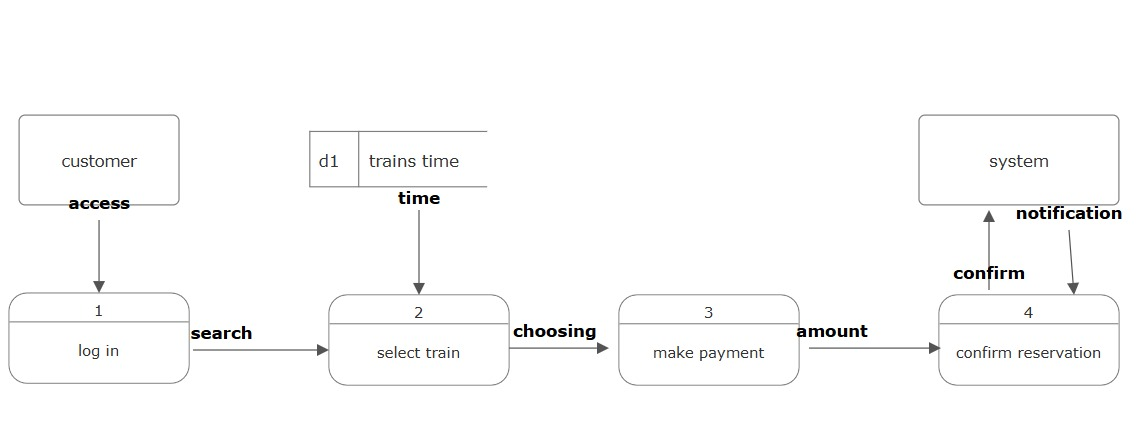 customer
d1 trains time
system
access
time
notification
confirm
1
2
3
4
search
choosing
amount
log in
select train
make payment
confirm reservation